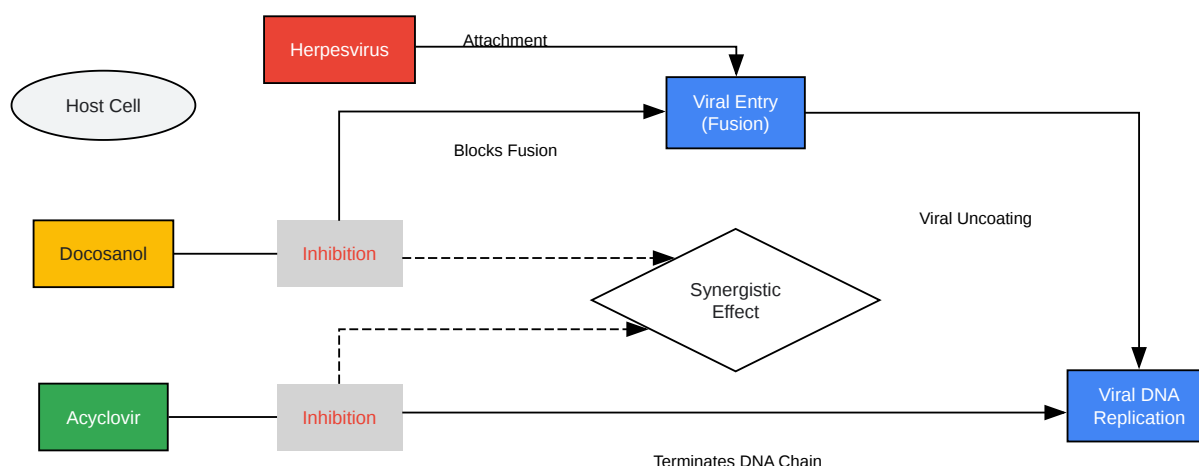 Herpesvirus
Attachment
Host Cell
Viral Entry
(Fusion)
Blocks Fusion
Viral Uncoating
Docosanol
Inhibition
Synergistic
Effect
Acyclovir
Inhibition
Viral DNA
Replication
Terminates DNA Chain